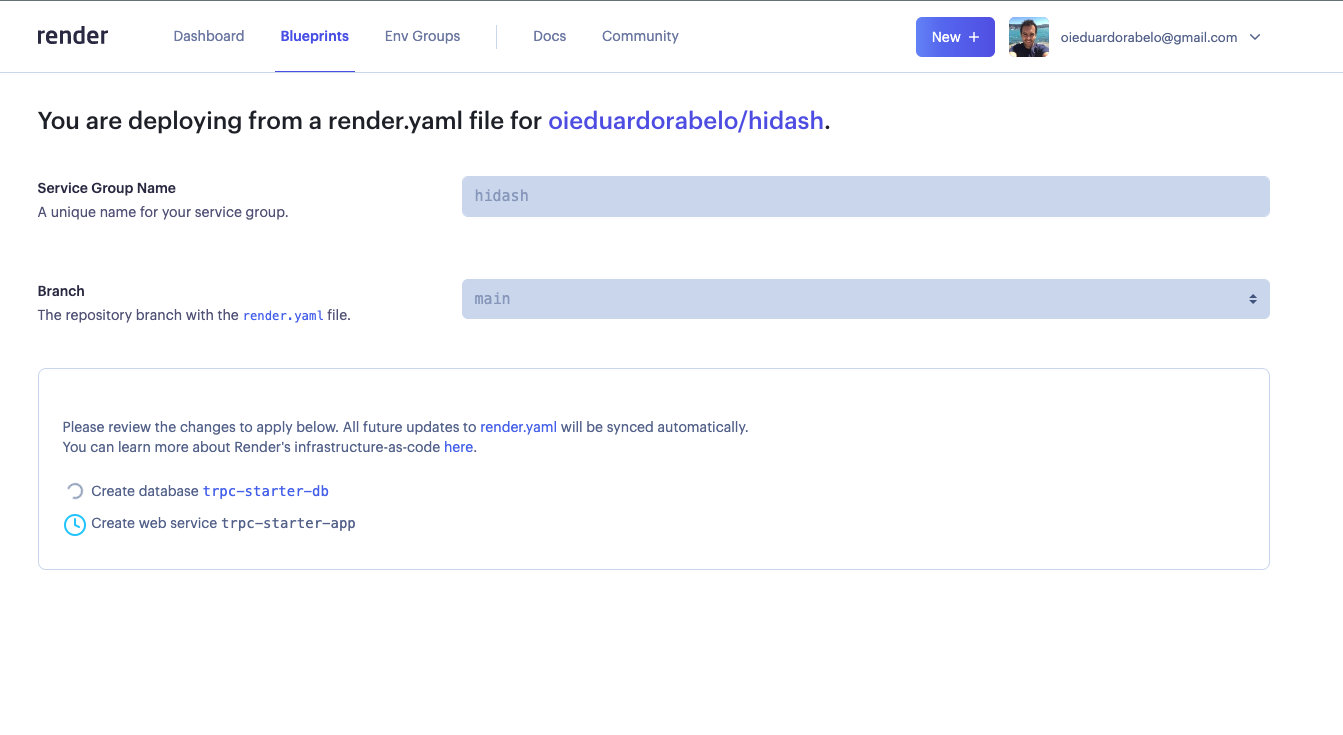 render
Dashboard
Blueprints
Env Groups
Docs
Community
New +
oieduardorabelo@gmail.com
You are deploying from a render.yaml file for oieduardorabelo/hidash.
Service Group Name
A unique name for your service group.
hidash
Branch
The repository branch with the render.yaml file.
main
Please review the changes to apply below. All future updates to render.yaml will be synced automatically.
You can learn more about Render's infrastructure-as-code here.
Create database trpc-starter-db
Create web service trpc-starter-app